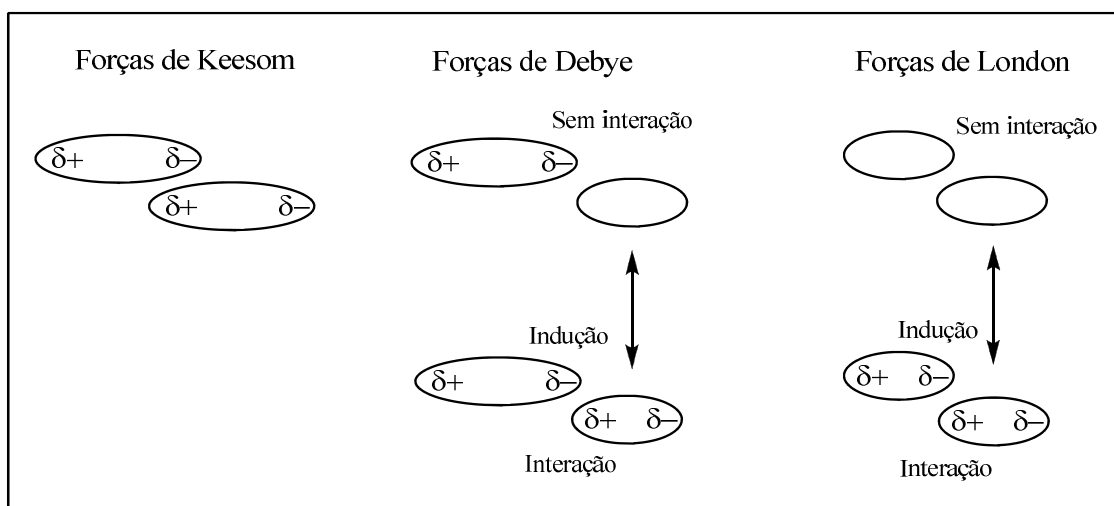 Forças de Keesom
δ+ δ−
δ+ δ−
Forças de Debye
Sem interação
δ+ δ−
Indução
δ+ δ−
δ+ δ−
Interação
Forças de London
Sem interação
Indução
δ+ δ−
δ+ δ−
Interação